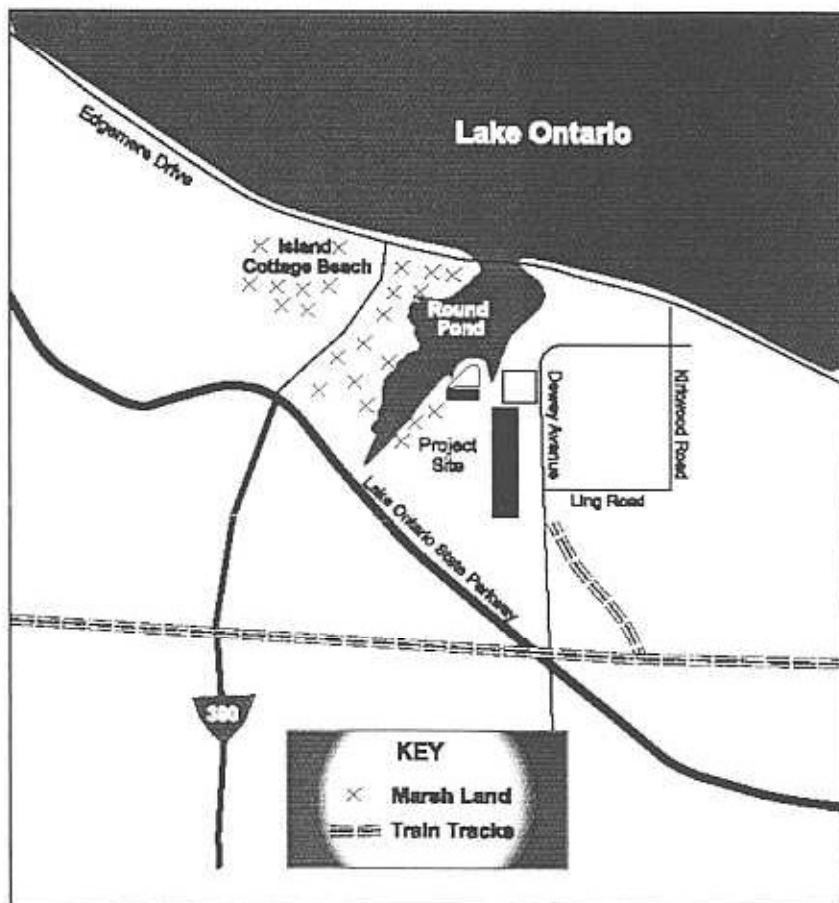 Lake Ontario
Edgemere Drive
Island
Cottage Beach
Round
Pond
Dewey Avenue
Kirkwood Road
Project
Site
Ling Road
Lake Ontario State Parkway
390
KEY
Marsh Land
Train Tracks